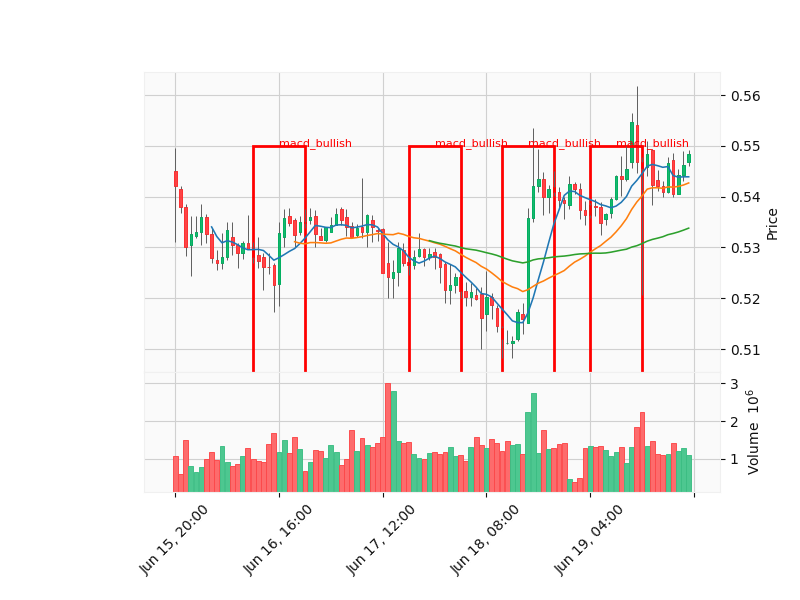 macd_bullish macd_bullish macd_bullish macd_bullish
0.56
0.55
0.54
0.53
0.52
0.51
Price
3
2
1
Volume 10⁶
Jun 15, 20:00
Jun 16, 16:00
Jun 17, 12:00
Jun 18, 08:00
Jun 19, 04:00